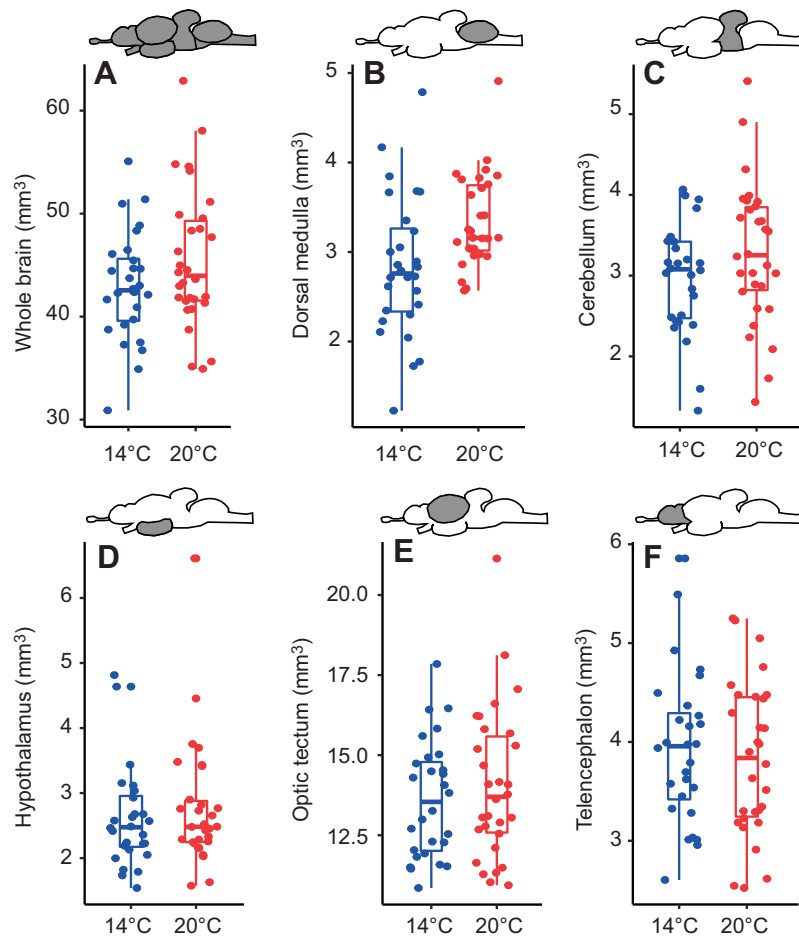 A
Whole brain (mm³)
60
50
40
30
14°C 20°C
B
Dorsal medulla (mm³)
5
4
3
2
14°C 20°C
C
Cerebellum (mm³)
5
4
3
2
14°C 20°C
D
Hypothalamus (mm³)
6
5
4
3
2
14°C 20°C
E
Optic tectum (mm³)
20.0
17.5
15.0
12.5
14°C 20°C
F
Telencephalon (mm³)
6
5
4
3
14°C 20°C